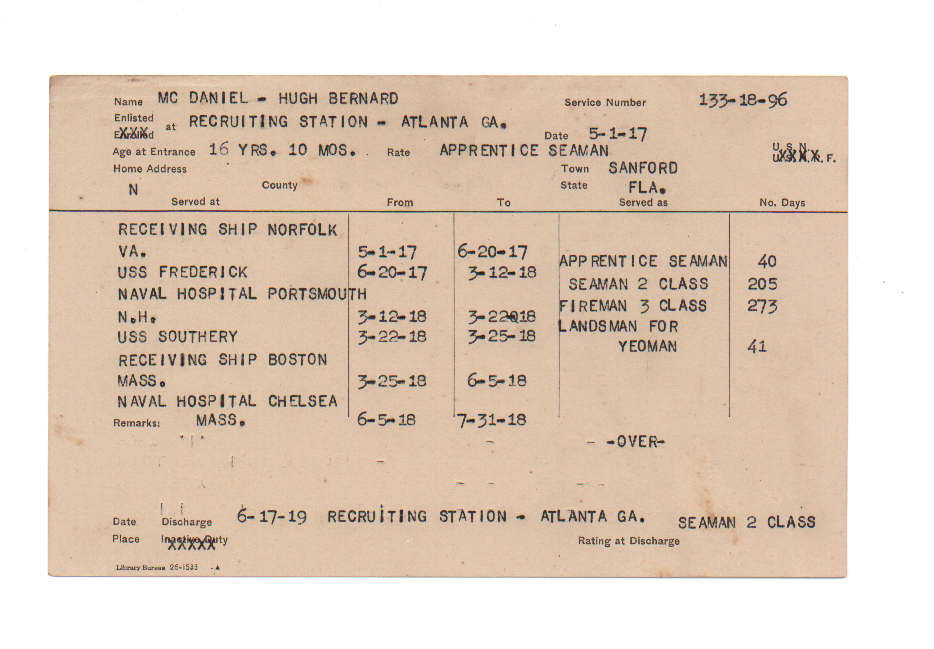 Name MC DANIEL - HUGH BERNARD Service Number 133-18-96
Enlisted
Enrolled at RECRUITING STATION - ATLANTA GA. Date 5-1-17
Age at Entrance 16 YRS. 10 MOS. Rate APPRENTICE SEAMAN U.S.N.
Home Address Town SANFORD
N County State FLA.
Served at From To Served as No. Days
RECEIVING SHIP NORFOLK
VA. 5-1-17 6-20-17
APPRENTICE SEAMAN 40
USS FREDERICK 6-20-17 3-12-18
SEAMAN 2 CLASS 205
NAVAL HOSPITAL PORTSMOUTH
FIREMAN 3 CLASS 273
N.H. 3-12-18 3-22-18
LANDSMAN FOR
USS SOUTHERY 3-22-18 3-25-18
YEOMAN 41
RECEIVING SHIP BOSTON
MASS. 3-25-18 6-5-18
NAVAL HOSPITAL CHELSEA
Remarks: MASS. 6-5-18 7-31-18
-OVER-
Date Discharge 6-17-19 RECRUITING STATION - ATLANTA GA. SEAMAN 2 CLASS
Place Inactive Duty Rating at Discharge
Library Bureau 26-1533 -A